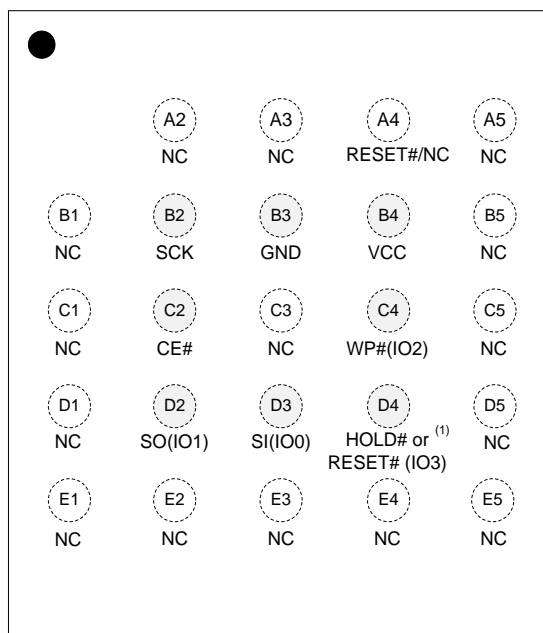 A2 A3 A4 A5
NC NC RESET#/NC NC
B1 B2 B3 B4 B5
NC SCK GND VCC NC
C1 C2 C3 C4 C5
NC CE# NC WP#(IO2) NC
D1 D2 D3 D4 D5
NC SO(IO1) SI(IO0) HOLD# or (1) NC
RESET# (IO3)
E1 E2 E3 E4 E5
NC NC NC NC NC